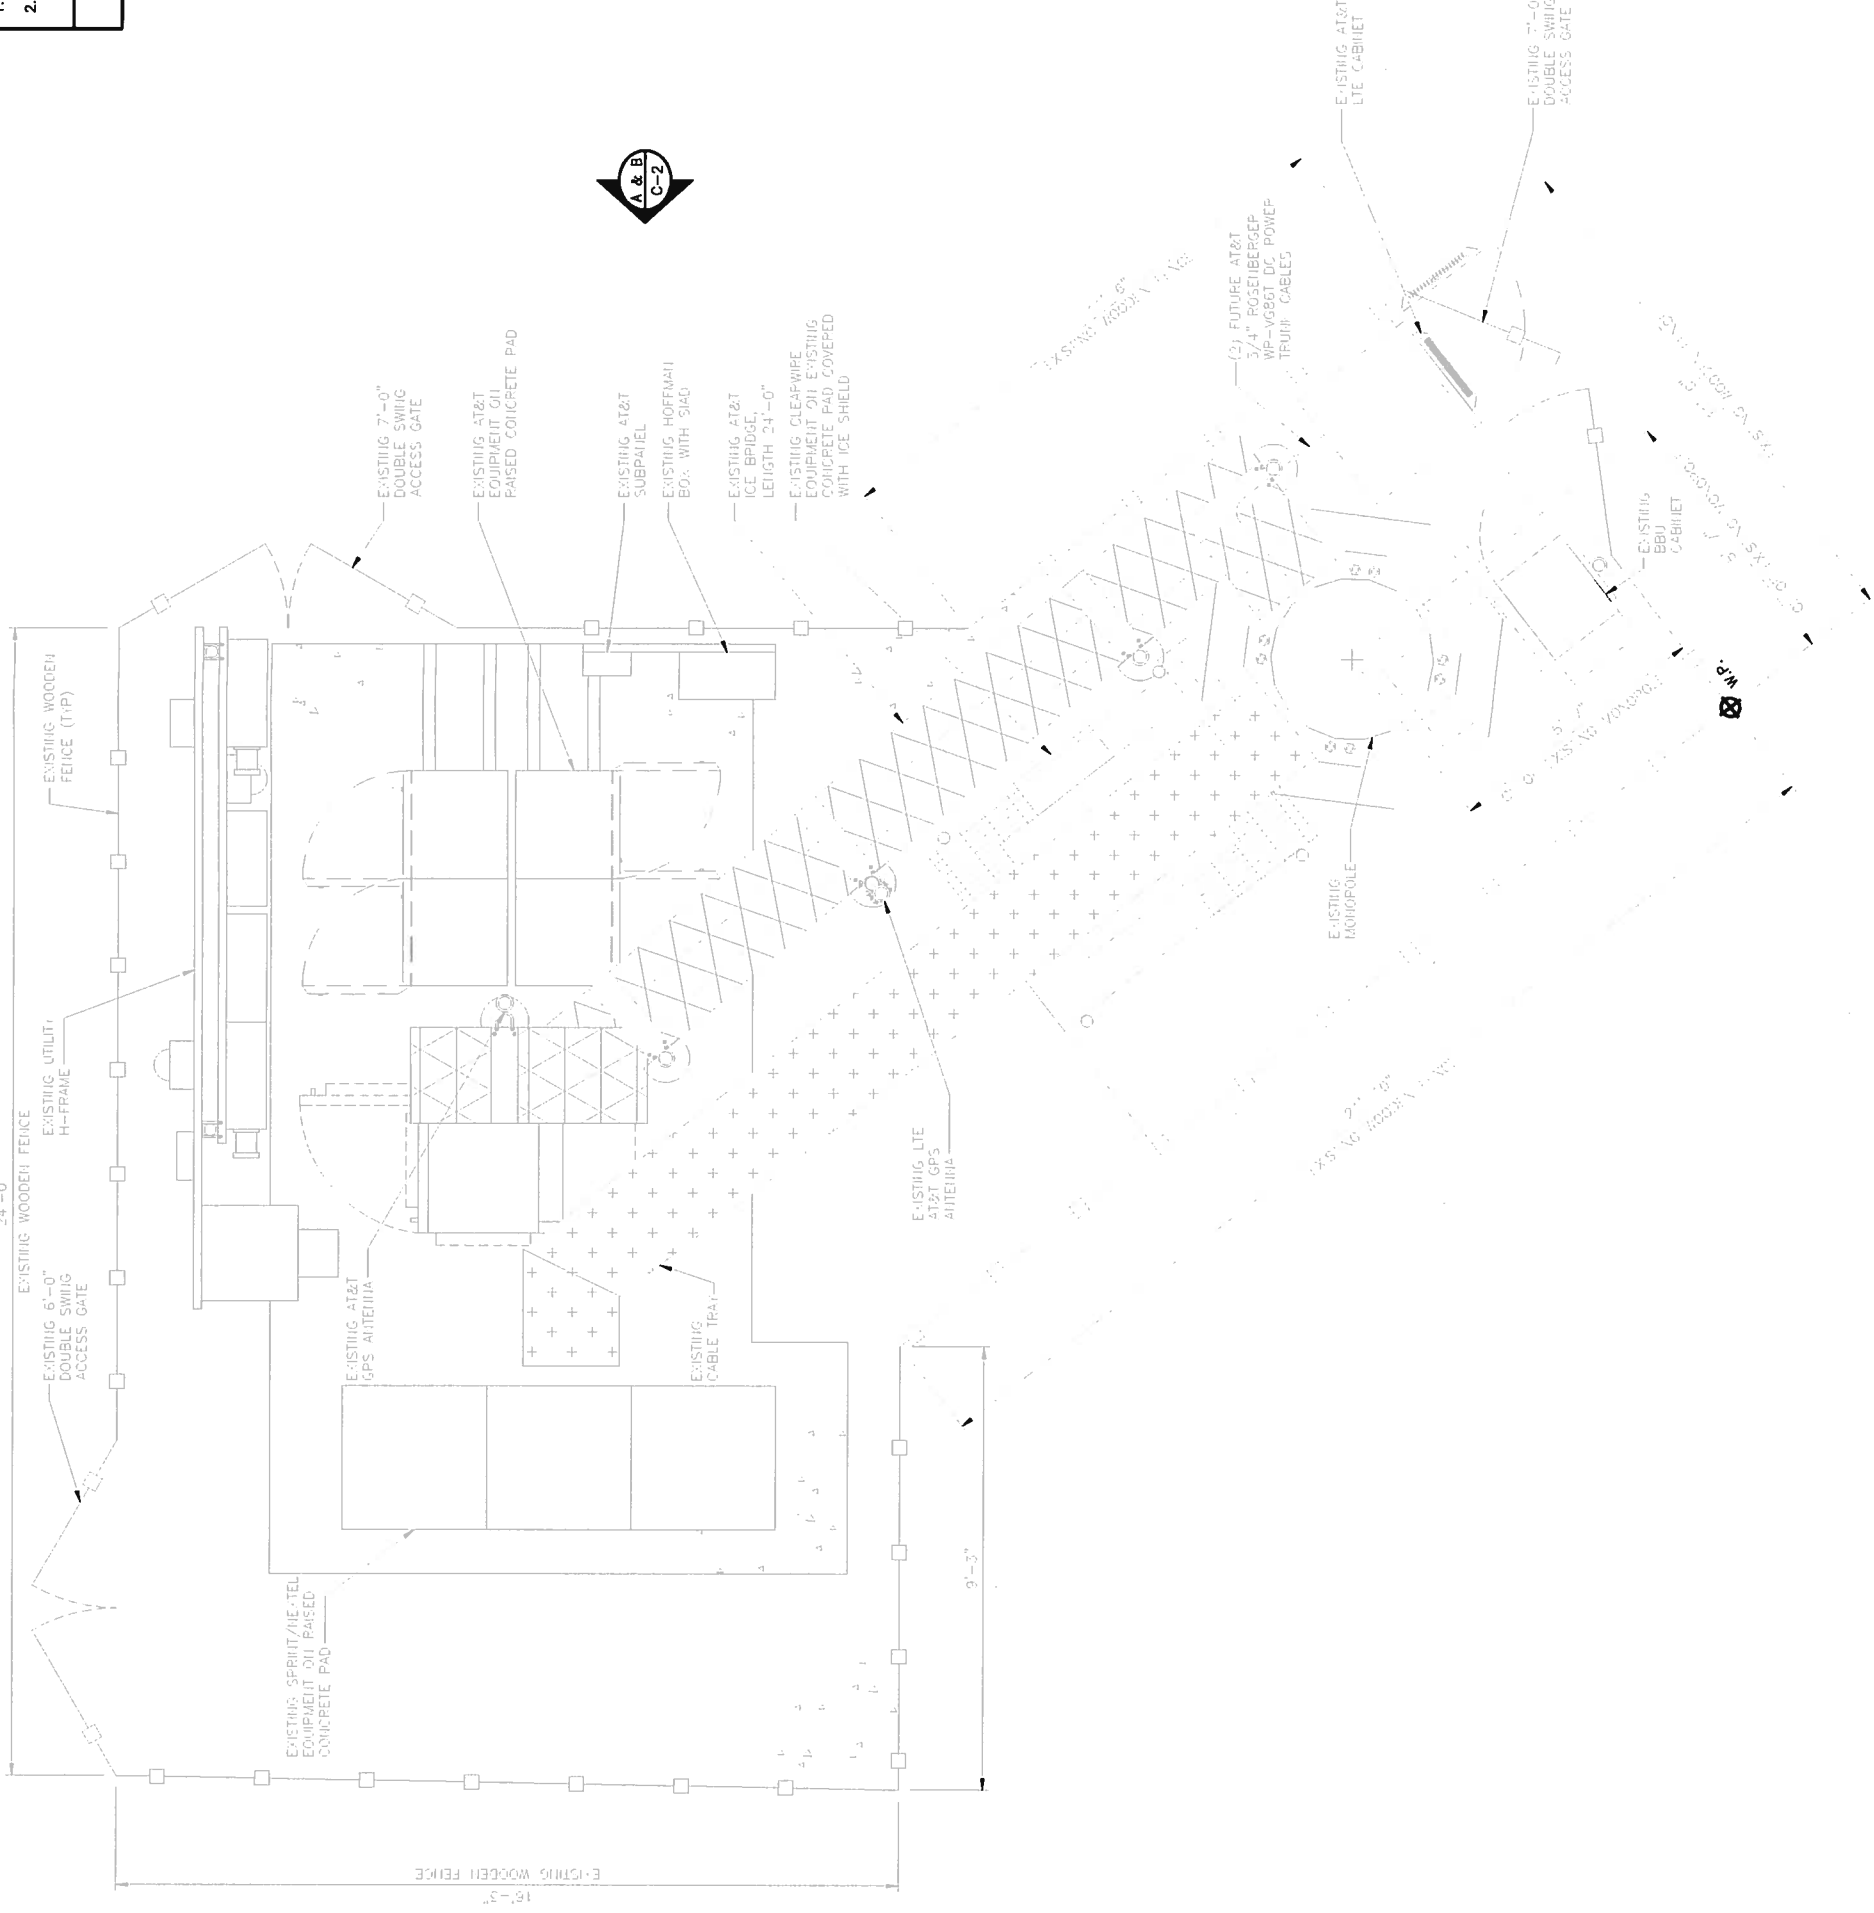 1.
2.
A & B
C-2
EXISTING AT&T
LTE CABINET
EXISTING 7'-0"
DOUBLE SWING
ACCESS GATE
24'-0"
EXISTING WOODEN FENCE
EXISTING 6'-0"
DOUBLE SWING
ACCESS GATE
EXISTING UTILITY
H-FRAME
EXISTING WOODEN
FENCE (TYP)
EXISTING 7'-0"
DOUBLE SWING
ACCESS GATE
EXISTING AT&T
EQUIPMENT ON
RAISED CONCRETE PAD
EXISTING AT&T
SUBPANEL
EXISTING HOFFMAN
BOX WITH SIAD
EXISTING AT&T
ICE BRIDGE,
LENGTH 24'-0"
EXISTING CLEARWIRE
EQUIPMENT ON EXISTING
CONCRETE PAD COVERED
WITH ICE SHIELD
(2) FUTURE AT&T
3/4" ROSENBERGER
WR-VG86T DC POWER
TRUNK CABLES
EXISTING
BBU
CABINET
W.P.
EXISTING
MONOPOLE
EXISTING LTE
AT&T GPS
ANTENNA
EXISTING AT&T
GPS ANTENNA
EXISTING
CABLE TRAY
EXISTING SPRINT/NEXTEL
EQUIPMENT ON RAISED
CONCRETE PAD
9'-3"
EXISTING WOODEN FENCE
16'-3"